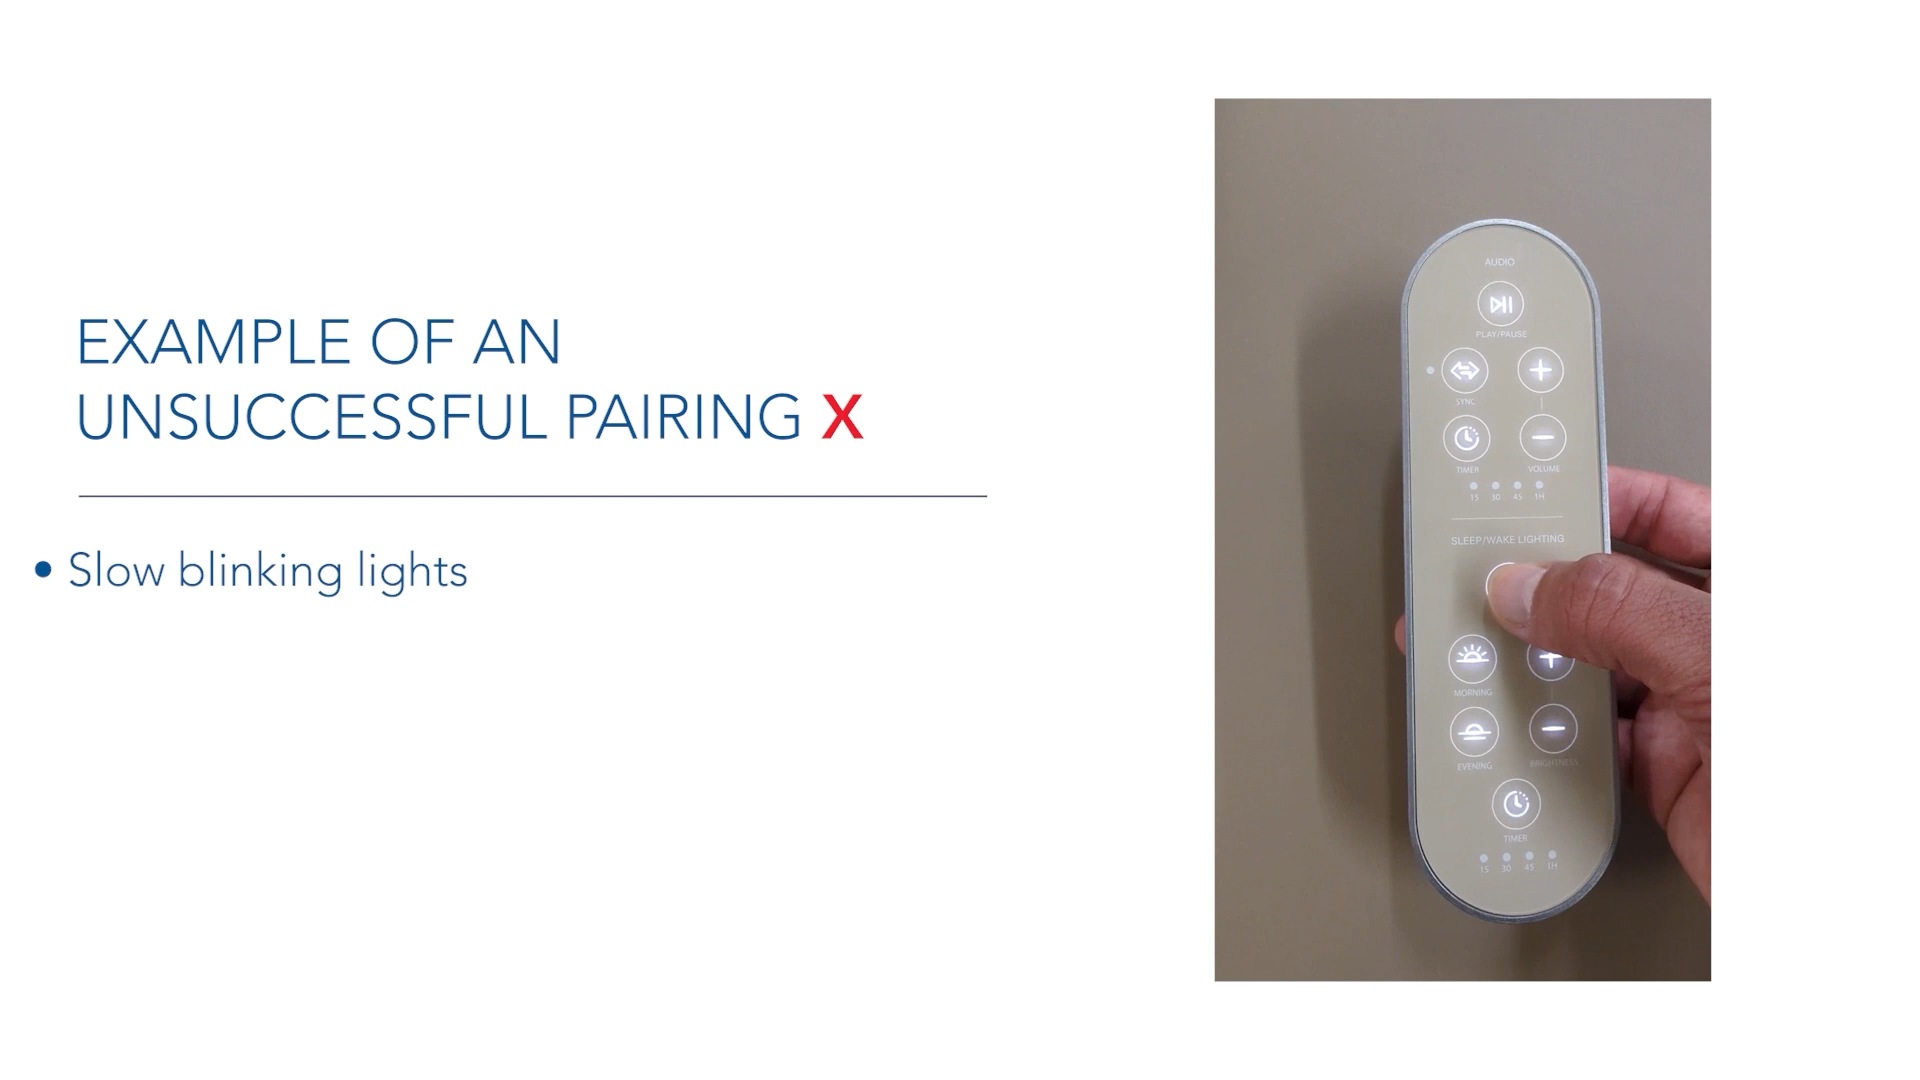 EXAMPLE OF AN
UNSUCCESSFUL PAIRING X
• Slow blinking lights
AUDIO
PLAY/PAUSE
SYNC
TIMER VOLUME
15 30 45 1H
SLEEP/WAKE LIGHTING
MORNING
EVENING BRIGHTNESS
TIMER
15 30 45 1H